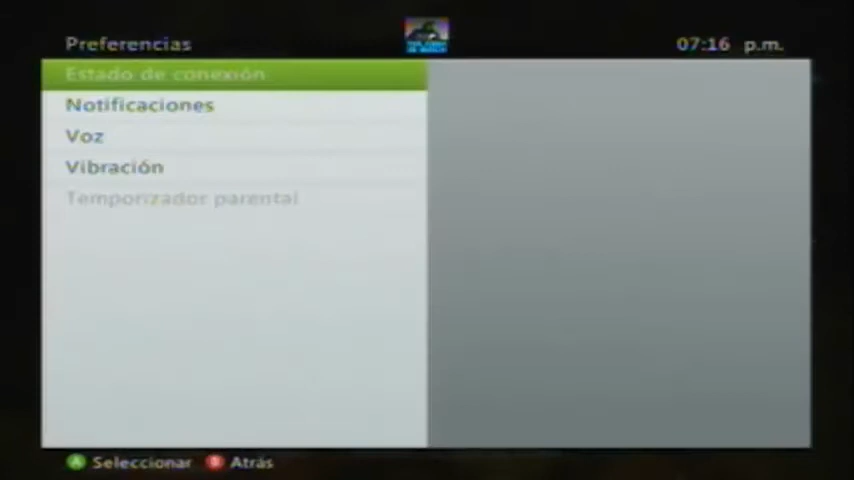 Preferencias
07:16 p.m.
Estado de conexión
Notificaciones
Voz
Vibración
Temporizador parental
A Seleccionar B Atrás